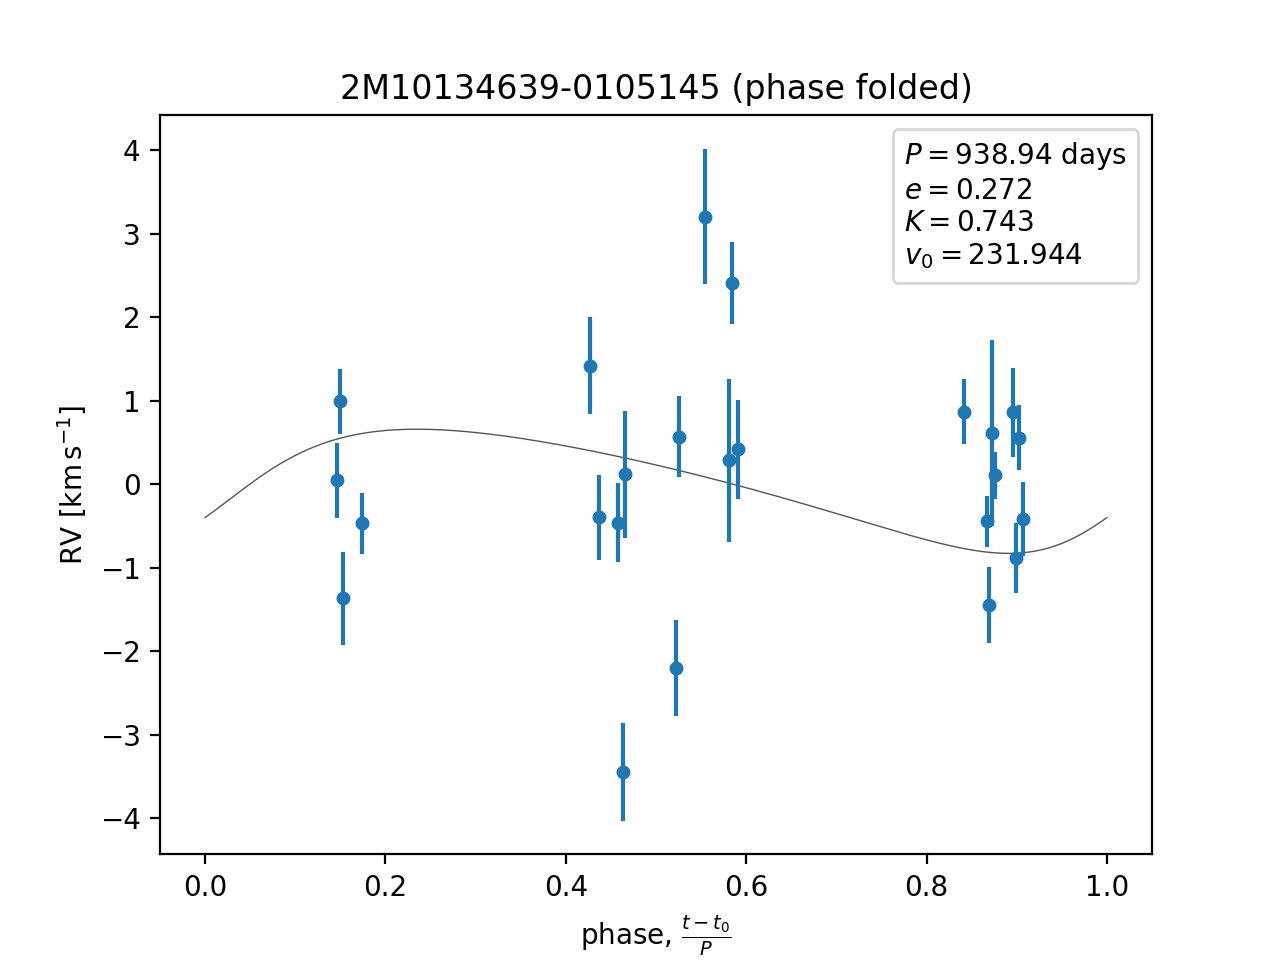 2M10134639-0105145 (phase folded)
P = 938.94 days
e = 0.272
K = 0.743
v₀ = 231.944
RV [km s⁻¹]
4
3
2
1
0
−1
−2
−3
−4
0.0 0.2 0.4 0.6 0.8 1.0
phase, (t − t₀)/P